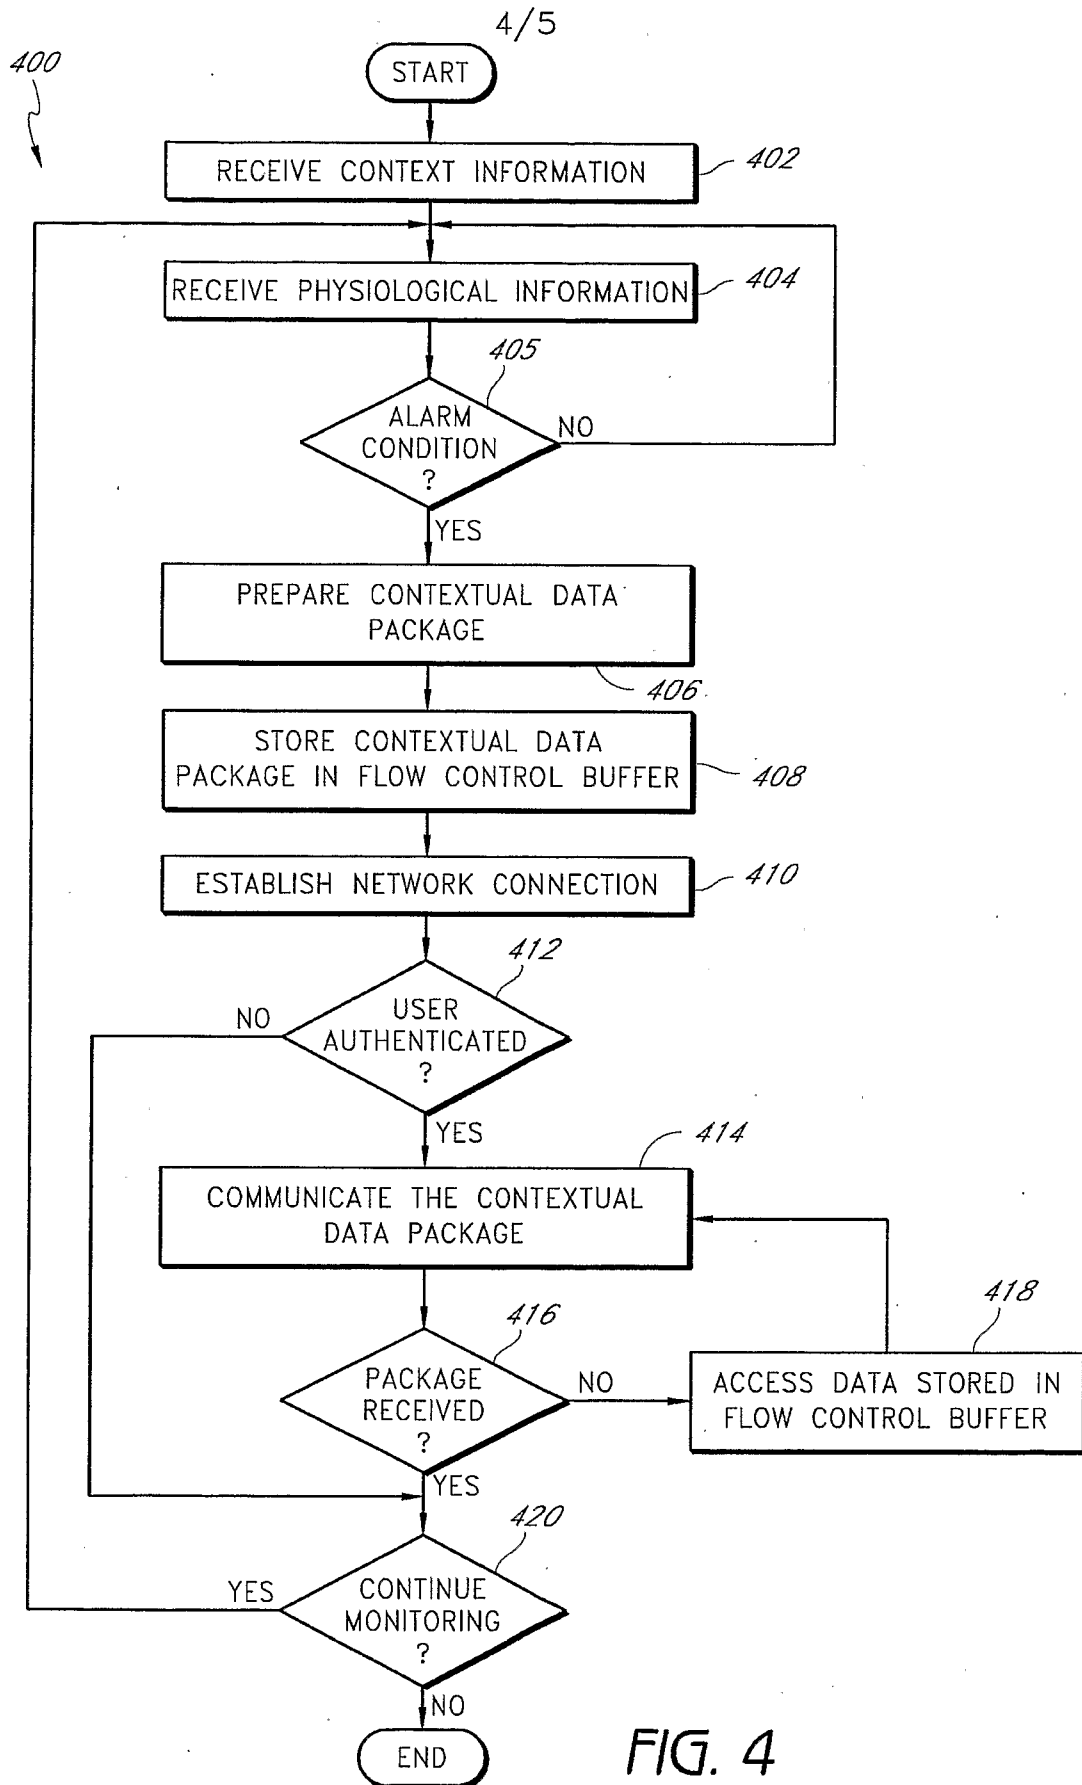 4/5
400
START
RECEIVE CONTEXT INFORMATION
402
RECEIVE PHYSIOLOGICAL INFORMATION
404
405
ALARM
CONDITION
?
NO
YES
PREPARE CONTEXTUAL DATA
PACKAGE
406
STORE CONTEXTUAL DATA
PACKAGE IN FLOW CONTROL BUFFER
408
ESTABLISH NETWORK CONNECTION
410
412
USER
AUTHENTICATED
?
NO
YES
414
COMMUNICATE THE CONTEXTUAL
DATA PACKAGE
416
PACKAGE
RECEIVED
?
NO
418
ACCESS DATA STORED IN
FLOW CONTROL BUFFER
YES
420
CONTINUE
MONITORING
?
YES
NO
END
FIG. 4